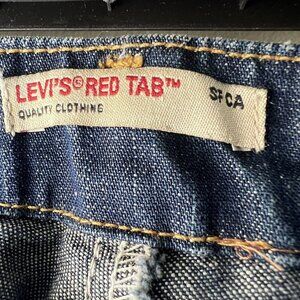 LEVI'S® RED TAB™ SF CA
QUALITY CLOTHING